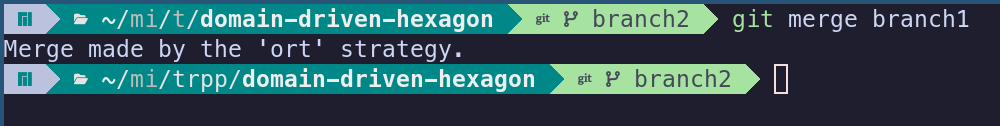 ~/mi/t/domain-driven-hexagon git branch2 git merge branch1
Merge made by the 'ort' strategy.
~/mi/trpp/domain-driven-hexagon git branch2